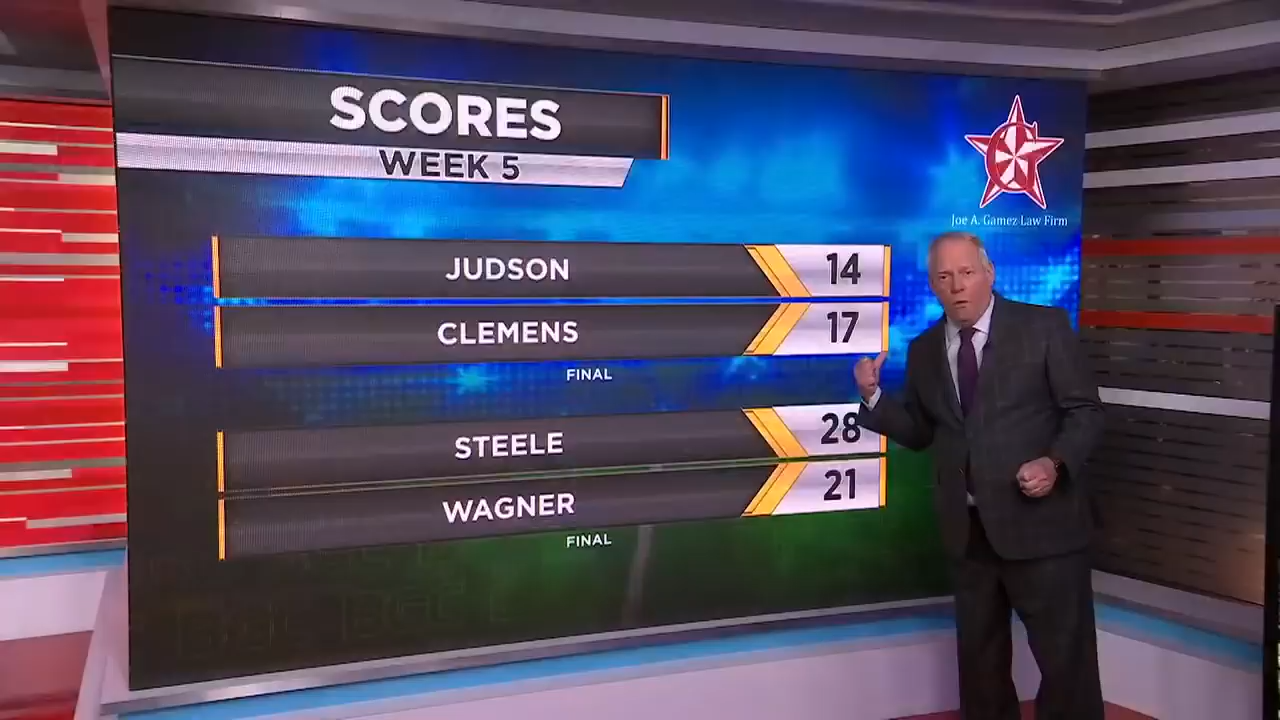 SCORES
WEEK 5
G
Joe A. Gamez Law Firm
JUDSON 14
CLEMENS 17
FINAL
STEELE 28
WAGNER 21
FINAL